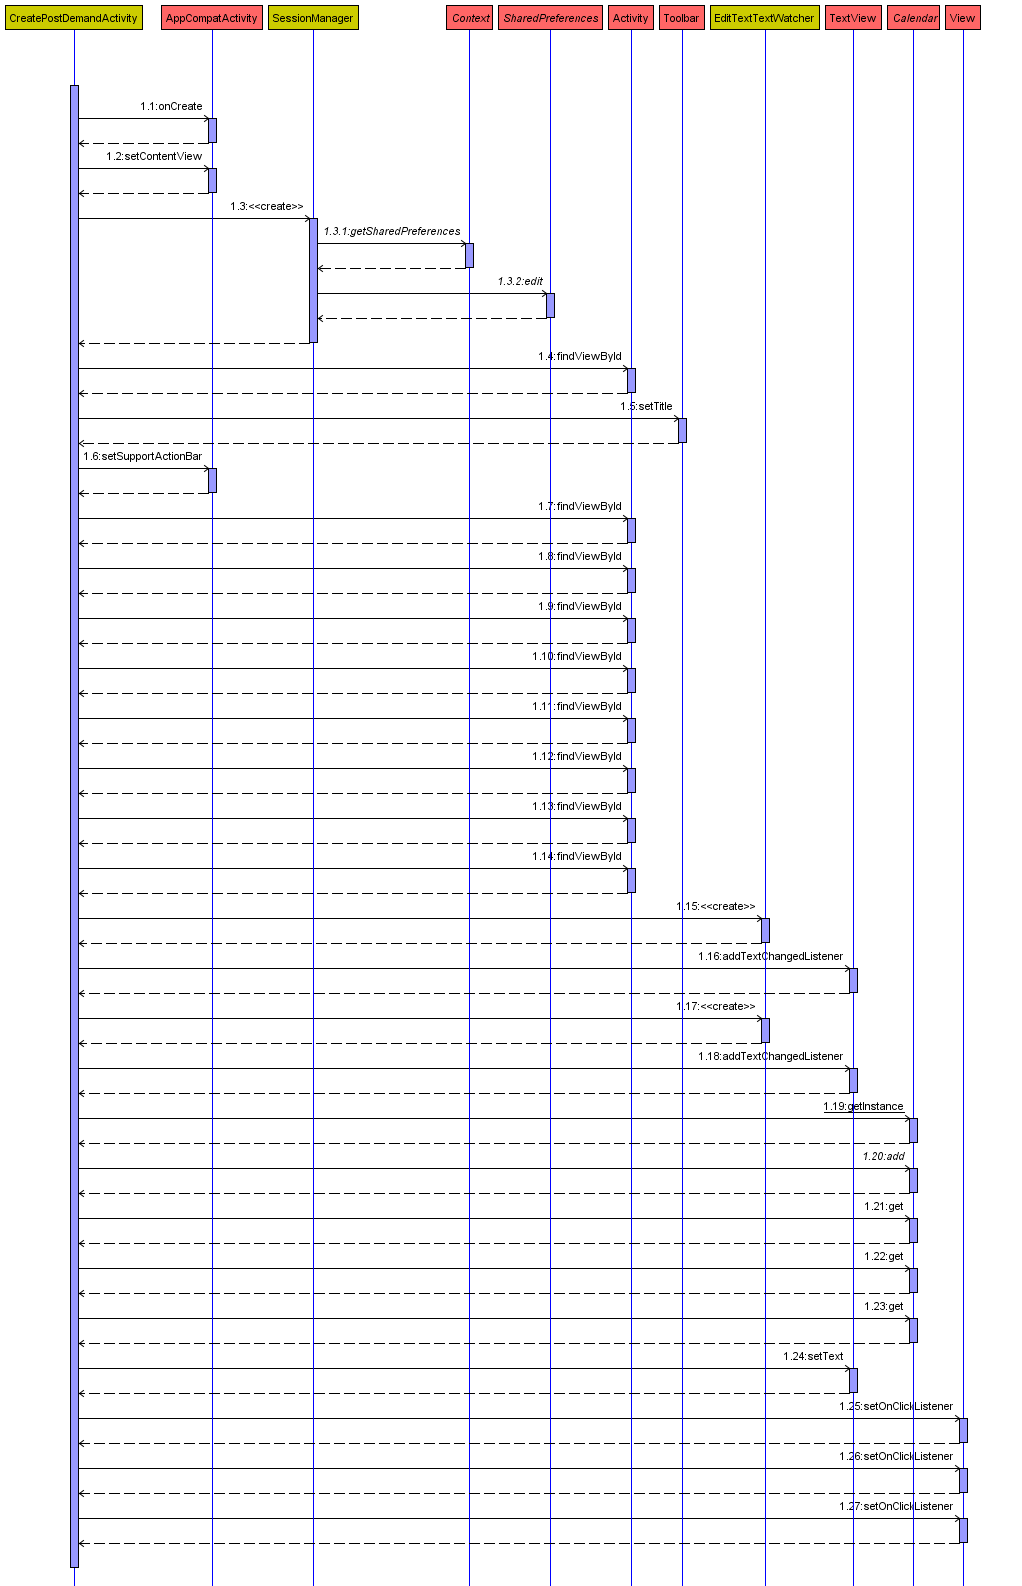 CreatePostDemandActivity
AppCompatActivity
SessionManager
Context
SharedPreferences
Activity
Toolbar
EditTextTextWatcher
TextView
Calendar
View
1.1:onCreate
1.2:setContentView
1.3:<<create>>
1.3.1:getSharedPreferences
1.3.2:edit
1.4:findViewById
1.5:setTitle
1.6:setSupportActionBar
1.7:findViewById
1.8:findViewById
1.9:findViewById
1.10:findViewById
1.11:findViewById
1.12:findViewById
1.13:findViewById
1.14:findViewById
1.15:<<create>>
1.16:addTextChangedListener
1.17:<<create>>
1.18:addTextChangedListener
1.19:getInstance
1.20:add
1.21:get
1.22:get
1.23:get
1.24:setText
1.25:setOnClickListener
1.26:setOnClickListener
1.27:setOnClickListener